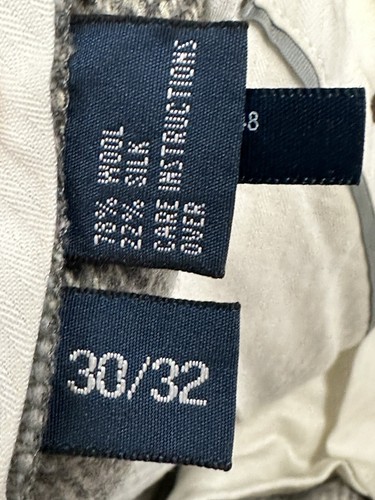 78% WOOL
22% SILK
CARE INSTRUCTIONS
OVER
8
30/32